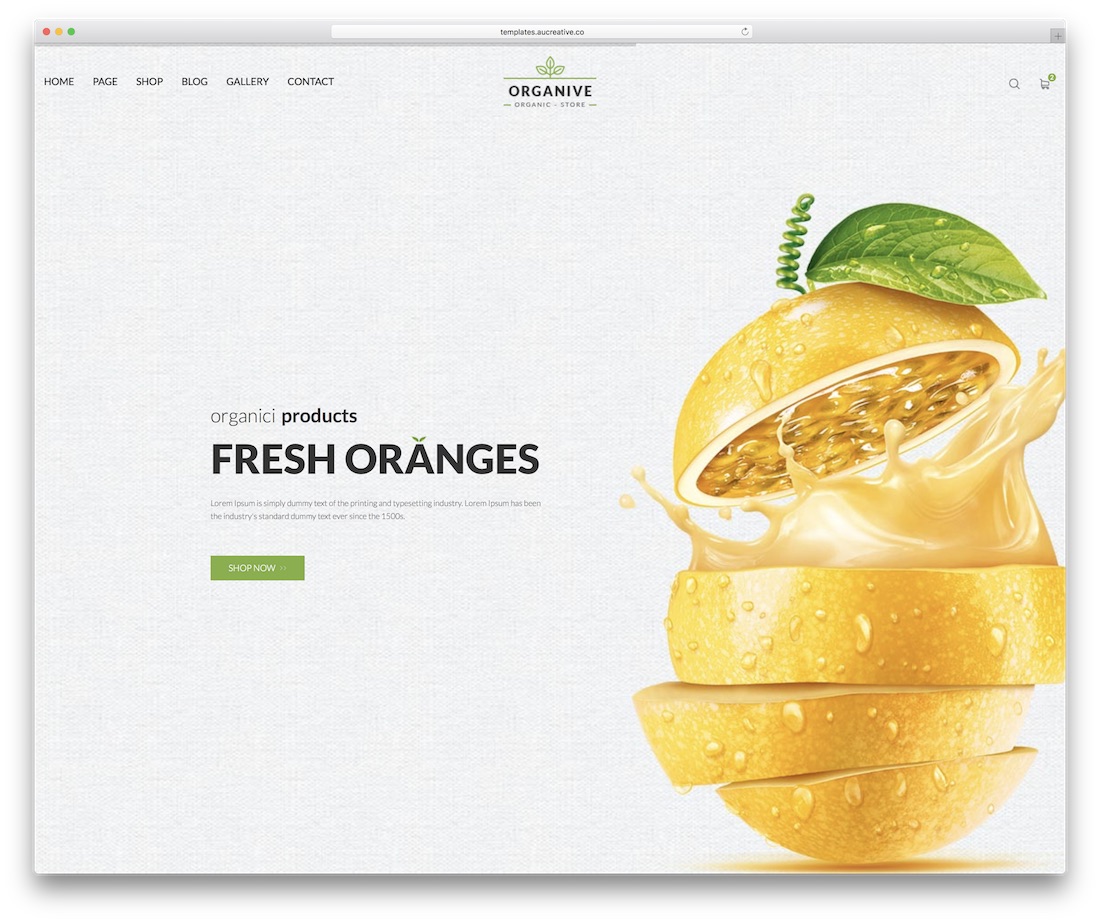 templates.aucreative.co
HOME PAGE SHOP BLOG GALLERY CONTACT
ORGANIVE
ORGANIC - STORE
2
organici products
FRESH ORANGES
Lorem Ipsum is simply dummy text of the printing and typesetting industry. Lorem Ipsum has been
the industry's standard dummy text ever since the 1500s.
SHOP NOW >>